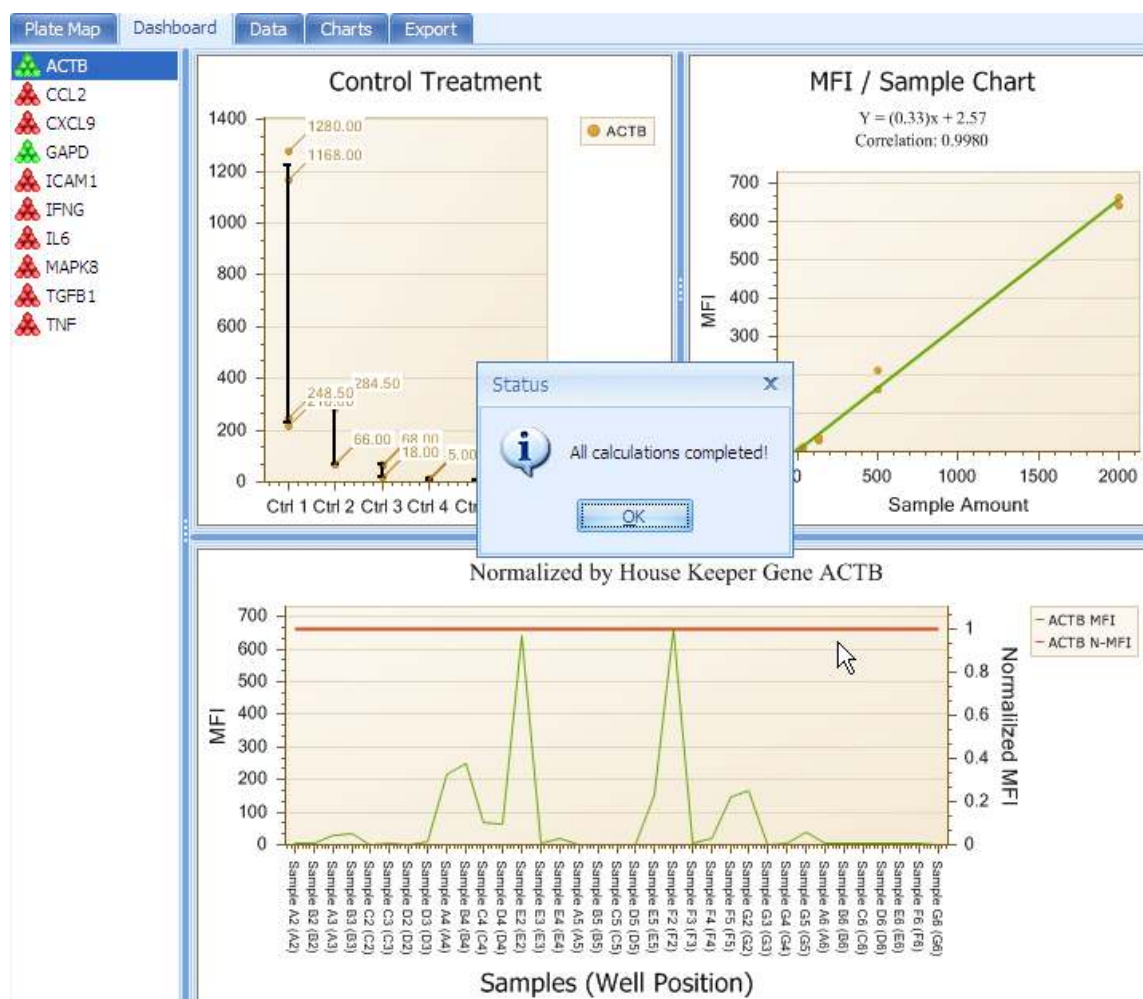 Plate Map Dashboard Data Charts Export
ACTB
CCL2
CXCL9
GAPD
ICAM1
IFNG
IL6
MAPK8
TGFB1
TNF
Control Treatment
1400
1200
1000
800
600
400
200
0
1280.00
1168.00
248.50
284.50
66.00
68.00
18.00
5.00
Ctrl 1 Ctrl 2 Ctrl 3 Ctrl 4
ACTB
MFI / Sample Chart
Y = (0.33)x + 2.57
Correlation: 0.9980
MFI
700
600
500
400
300
500 1000 1500 2000
Sample Amount
Status
x
All calculations completed!
OK
Normalized by House Keeper Gene ACTB
MFI
700
600
500
400
300
200
100
0
1
0.8
0.6
0.4
0.2
0
Normalilzed MFI
ACTB MFI
ACTB N-MFI
Sample A2 (A2)
Sample B2 (B2)
Sample A3 (A3)
Sample B3 (B3)
Sample C2 (C2)
Sample C3 (C3)
Sample D2 (D2)
Sample D3 (D3)
Sample A4 (A4)
Sample B4 (B4)
Sample C4 (C4)
Sample D4 (D4)
Sample E2 (E2)
Sample E3 (E3)
Sample E4 (E4)
Sample A5 (A5)
Sample B5 (B5)
Sample C5 (C5)
Sample D5 (D5)
Sample E5 (E5)
Sample F2 (F2)
Sample F3 (F3)
Sample F4 (F4)
Sample F5 (F5)
Sample G2 (G2)
Sample G3 (G3)
Sample G4 (G4)
Sample G5 (G5)
Sample A6 (A6)
Sample B6 (B6)
Sample C6 (C6)
Sample D6 (D6)
Sample E6 (E6)
Sample F6 (F6)
Sample G6 (G6)
Samples (Well Position)